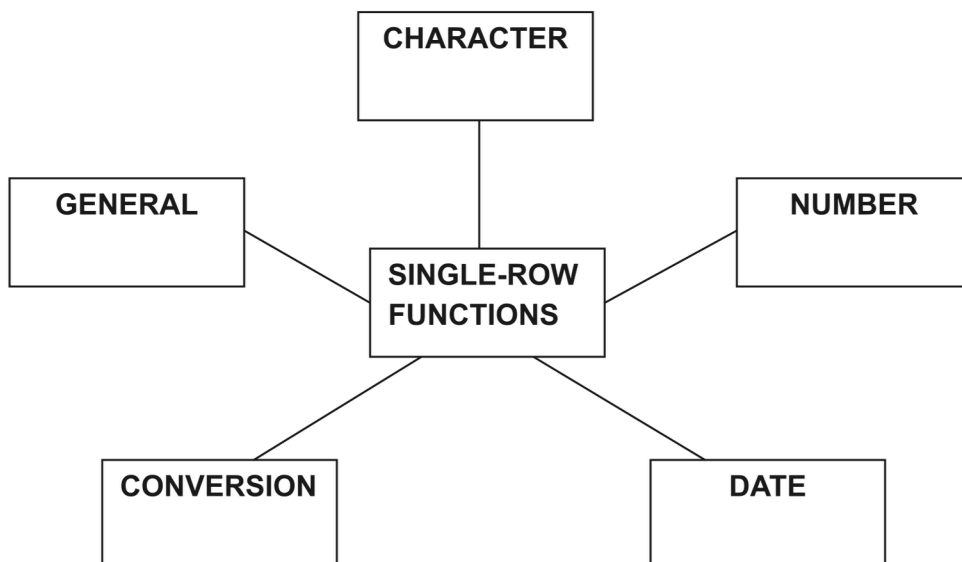 CHARACTER
GENERAL
NUMBER
SINGLE-ROW
FUNCTIONS
CONVERSION
DATE